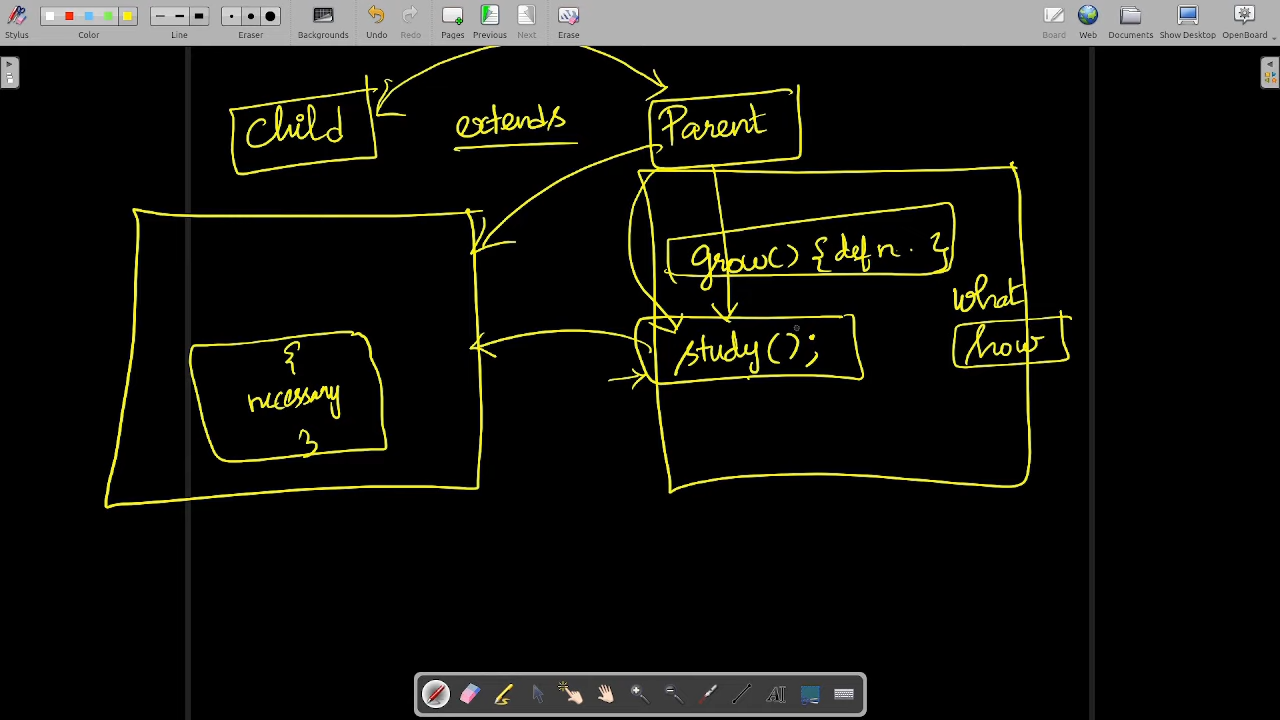 Stylus
Color
Line
Eraser
Backgrounds
Undo
Redo
Pages
Previous
Next
Erase
Board
Web
Documents
Show Desktop
OpenBoard
Child
extends
Parent
grow() { defn. }
what
how
study();
{
necessary
}
AI